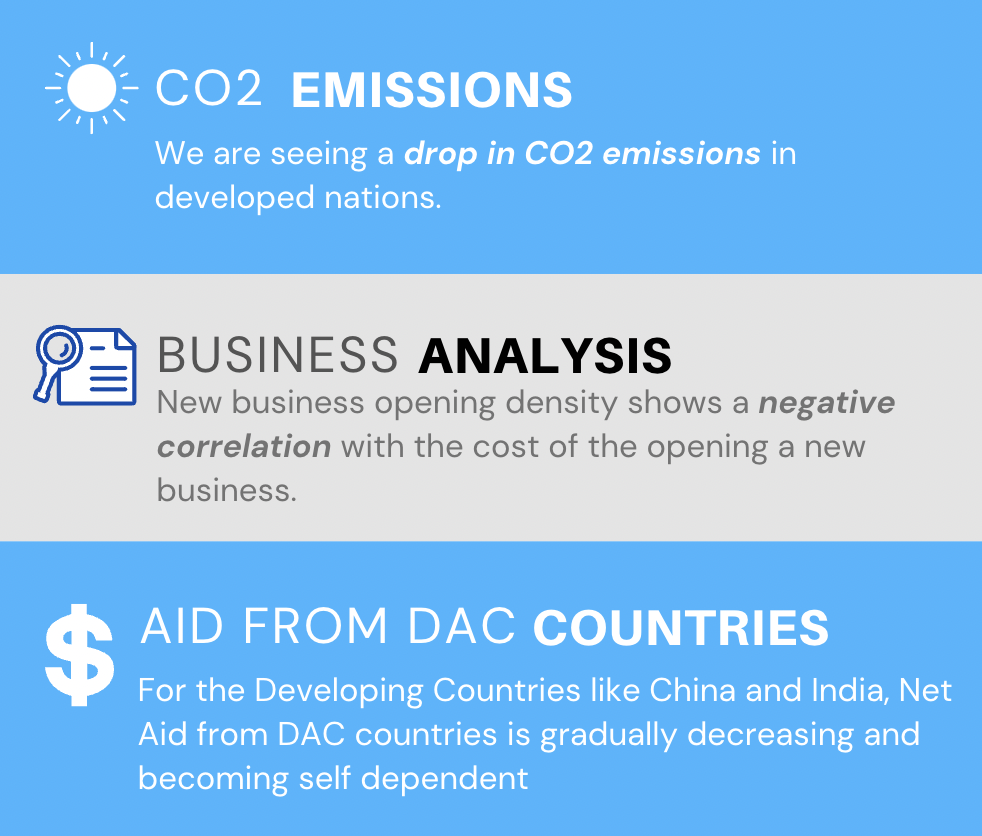 CO2 EMISSIONS
We are seeing a drop in CO2 emissions in
developed nations.
BUSINESS ANALYSIS
New business opening density shows a negative
correlation with the cost of the opening a new
business.
$
AID FROM DAC COUNTRIES
For the Developing Countries like China and India, Net
Aid from DAC countries is gradually decreasing and
becoming self dependent